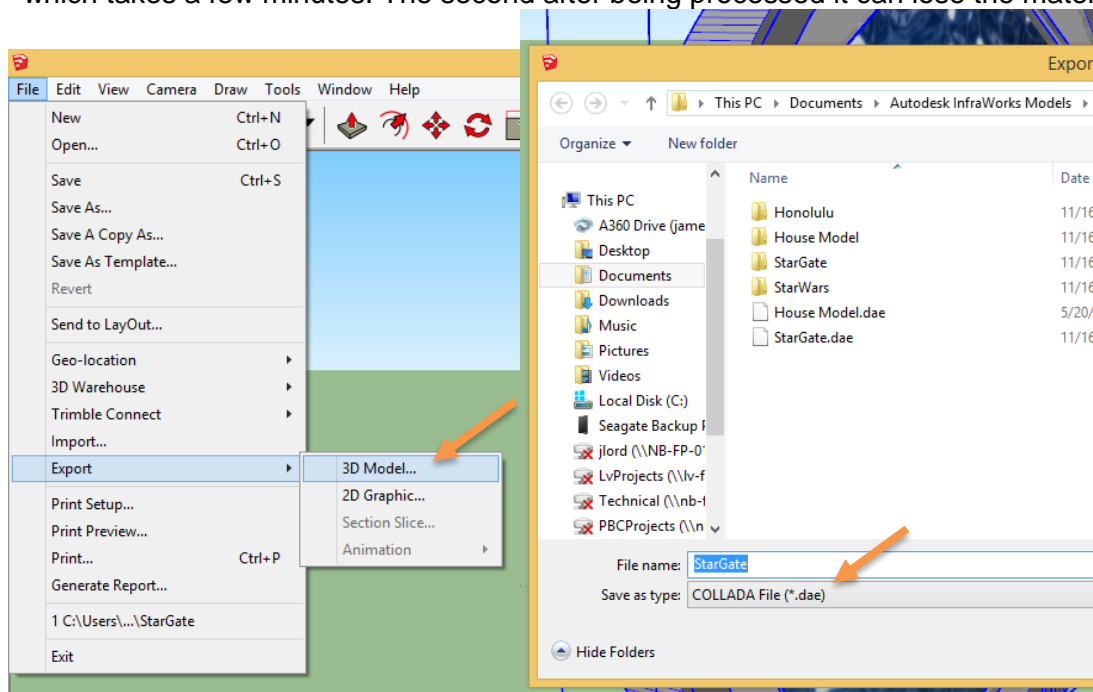 which takes a few minutes. The second after being processed it can lose the mater
File Edit View Camera Draw Tools Window Help
New Ctrl+N
Open... Ctrl+O
Save Ctrl+S
Save As...
Save A Copy As...
Save As Template...
Revert
Send to LayOut...
Geo-location
3D Warehouse
Trimble Connect
Import...
Export
Print Setup...
Print Preview...
Print... Ctrl+P
Generate Report...
1 C:\Users\...\StarGate
Exit
3D Model...
2D Graphic...
Section Slice...
Animation
Expor
This PC Documents Autodesk InfraWorks Models
Organize New folder
Name Date
This PC
A360 Drive (jame
Desktop
Documents
Downloads
Music
Pictures
Videos
Local Disk (C:)
Seagate Backup
jlord (\\NB-FP-0
LvProjects (\\lv-f
Technical (\\nb-f
PBCProjects (\\n
Honolulu 11/16
House Model 11/16
StarGate 11/16
StarWars 11/16
House Model.dae 5/20/
StarGate.dae 11/16
File name: StarGate
Save as type: COLLADA File (*.dae)
Hide Folders